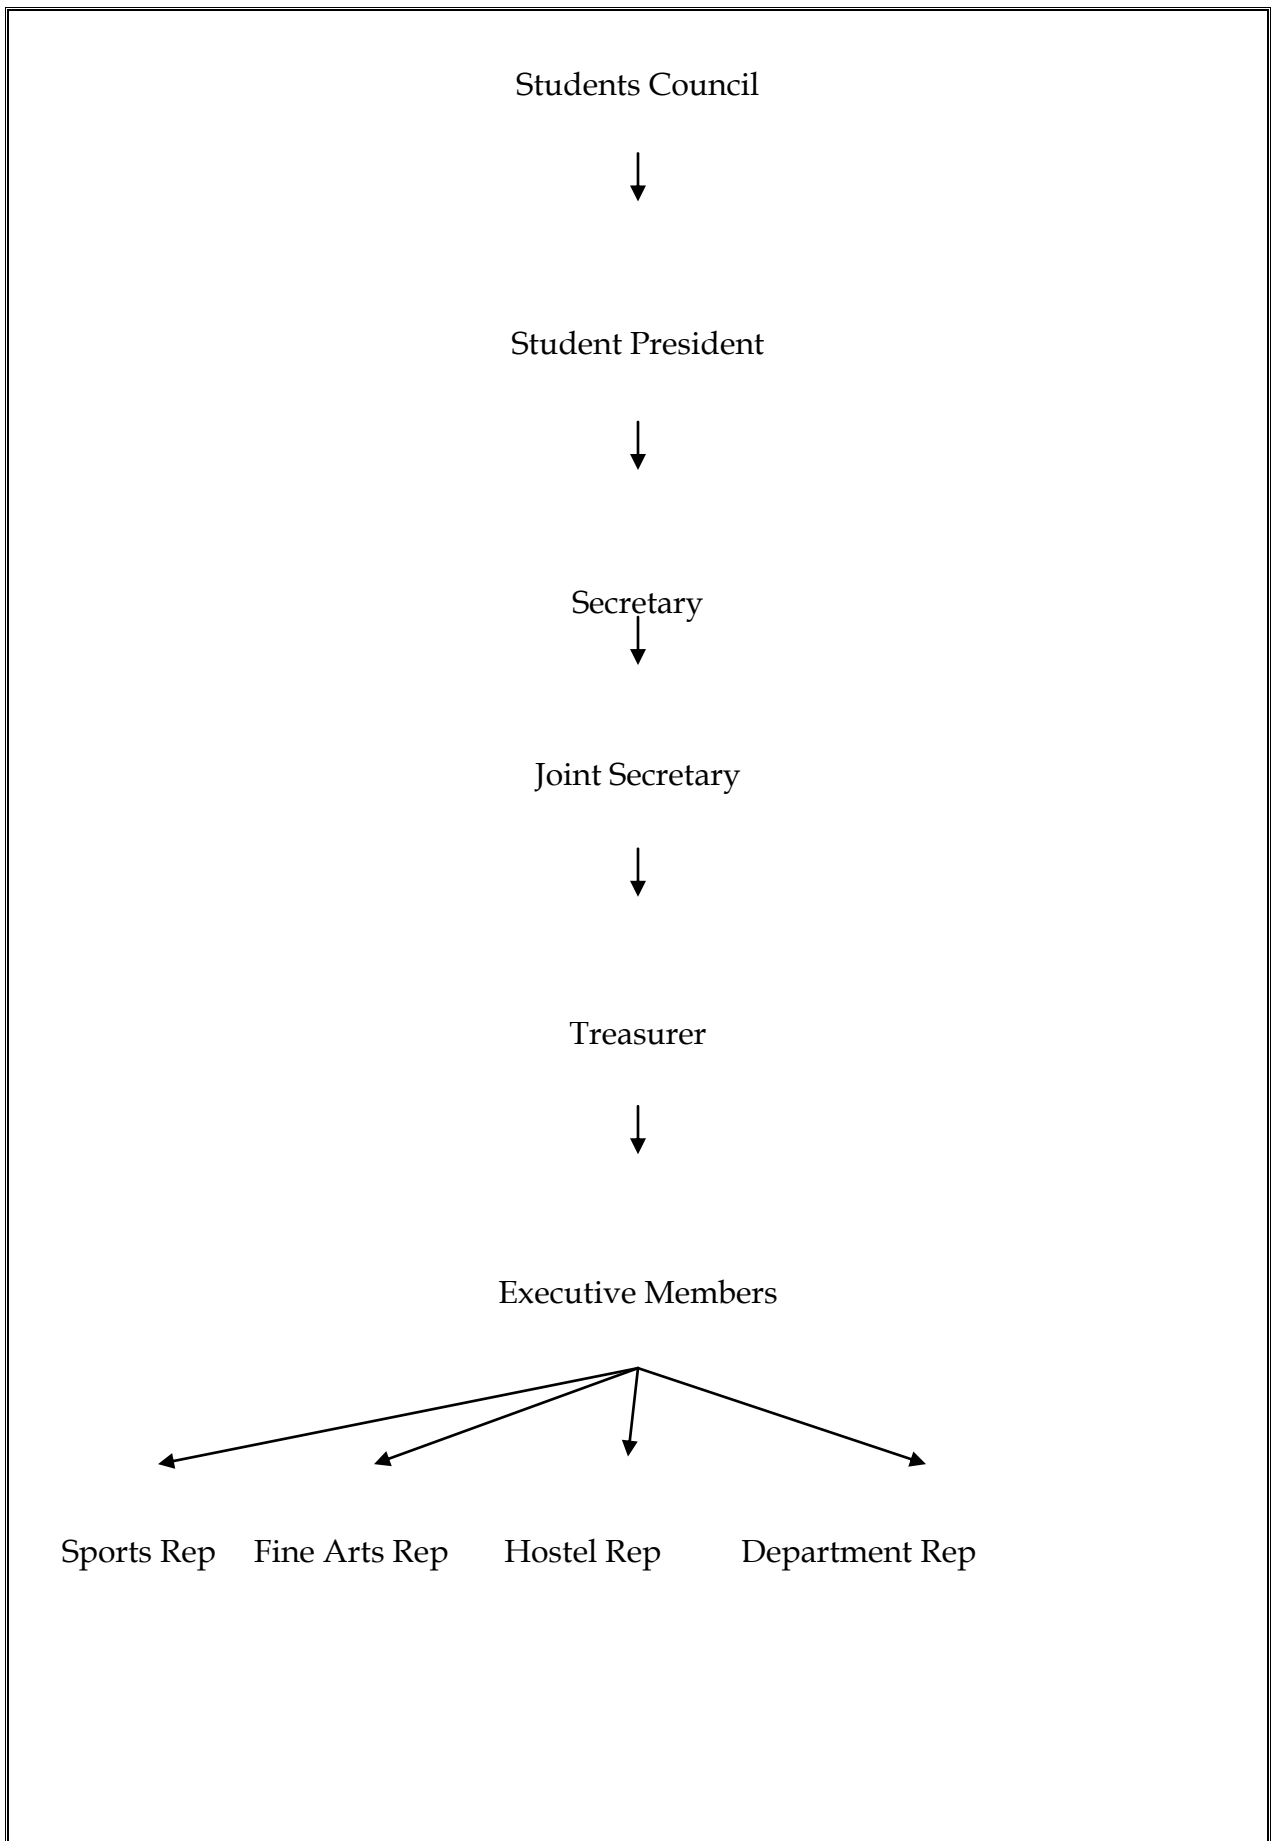 Students Council
Student President
Secretary
Joint Secretary
Treasurer
Executive Members
Sports Rep Fine Arts Rep Hostel Rep Department Rep